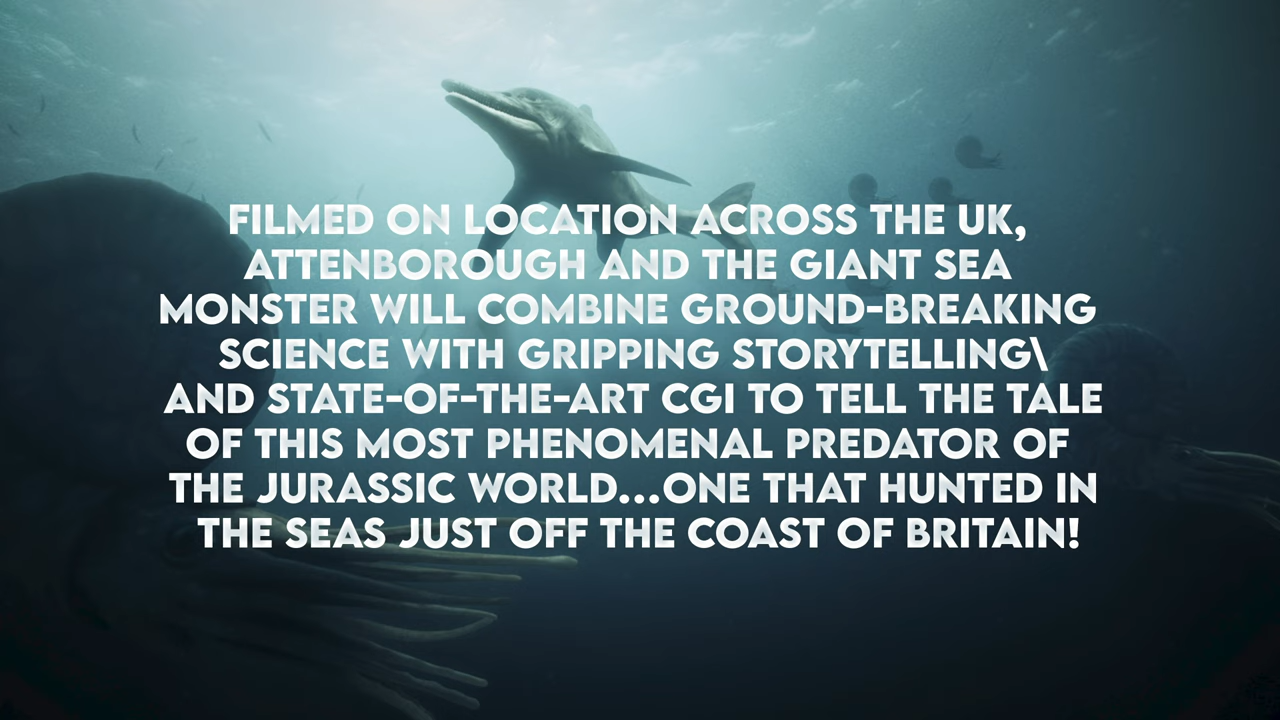 FILMED ON LOCATION ACROSS THE UK,
ATTENBOROUGH AND THE GIANT SEA
MONSTER WILL COMBINE GROUND-BREAKING
SCIENCE WITH GRIPPING STORYTELLING\
AND STATE-OF-THE-ART CGI TO TELL THE TALE
OF THIS MOST PHENOMENAL PREDATOR OF
THE JURASSIC WORLD...ONE THAT HUNTED IN
THE SEAS JUST OFF THE COAST OF BRITAIN!